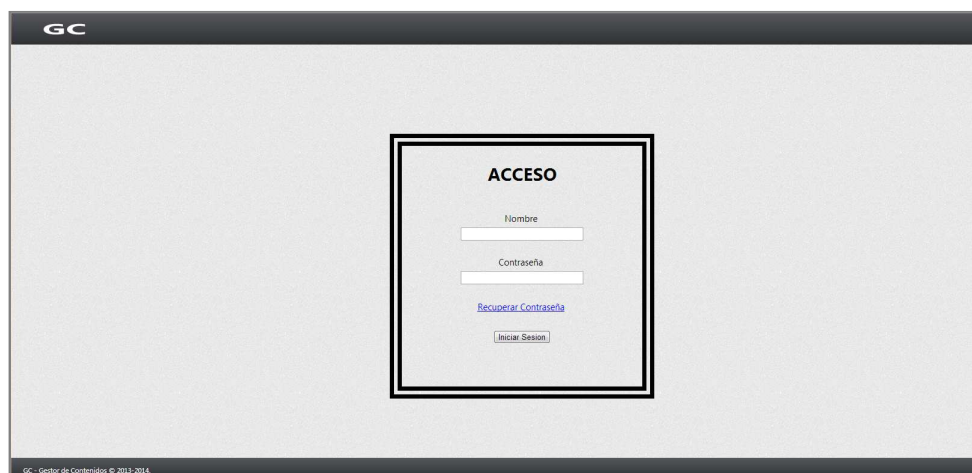 GC
ACCESO
Nombre
Contraseña
Recuperar Contraseña
Iniciar Sesion
GC - Gestor de Contenidos © 2013-2014.